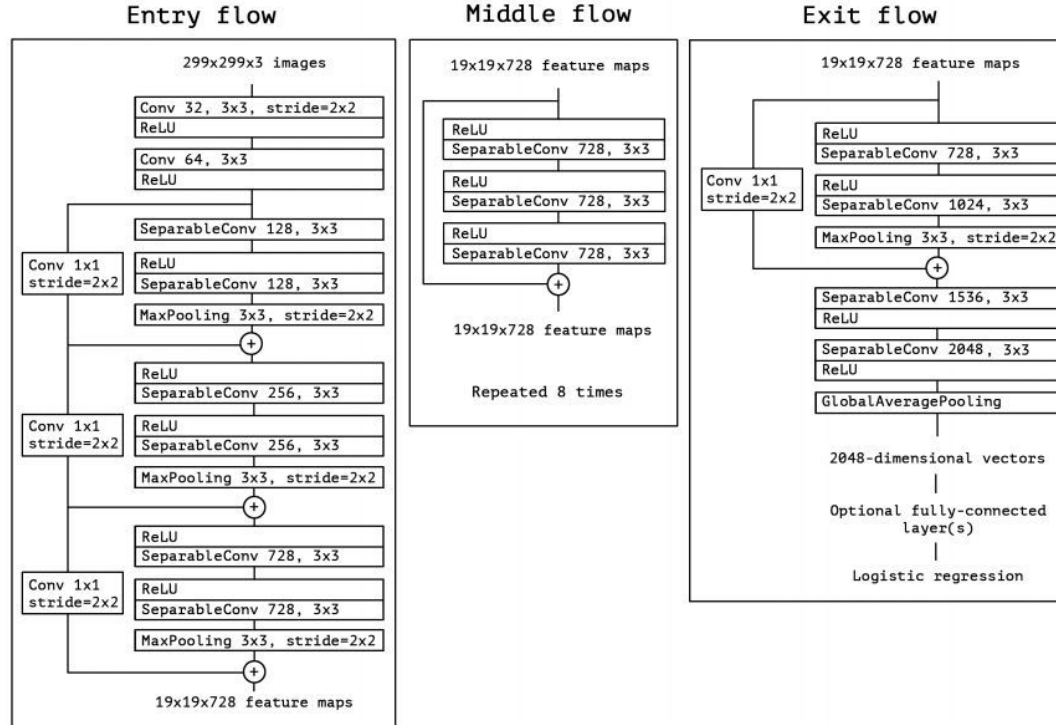 Entry flow
299x299x3 images
Conv 32, 3x3, stride=2x2
ReLU
Conv 64, 3x3
ReLU
SeparableConv 128, 3x3
Conv 1x1
stride=2x2
ReLU
SeparableConv 128, 3x3
MaxPooling 3x3, stride=2x2
+
ReLU
SeparableConv 256, 3x3
Conv 1x1
stride=2x2
ReLU
SeparableConv 256, 3x3
MaxPooling 3x3, stride=2x2
+
ReLU
SeparableConv 728, 3x3
Conv 1x1
stride=2x2
ReLU
SeparableConv 728, 3x3
MaxPooling 3x3, stride=2x2
+
19x19x728 feature maps
Middle flow
19x19x728 feature maps
ReLU
SeparableConv 728, 3x3
ReLU
SeparableConv 728, 3x3
ReLU
SeparableConv 728, 3x3
+
19x19x728 feature maps
Repeated 8 times
Exit flow
19x19x728 feature maps
ReLU
SeparableConv 728, 3x3
Conv 1x1
stride=2x2
ReLU
SeparableConv 1024, 3x3
MaxPooling 3x3, stride=2x2
+
SeparableConv 1536, 3x3
ReLU
SeparableConv 2048, 3x3
ReLU
GlobalAveragePooling
2048-dimensional vectors
Optional fully-connected
layer(s)
Logistic regression